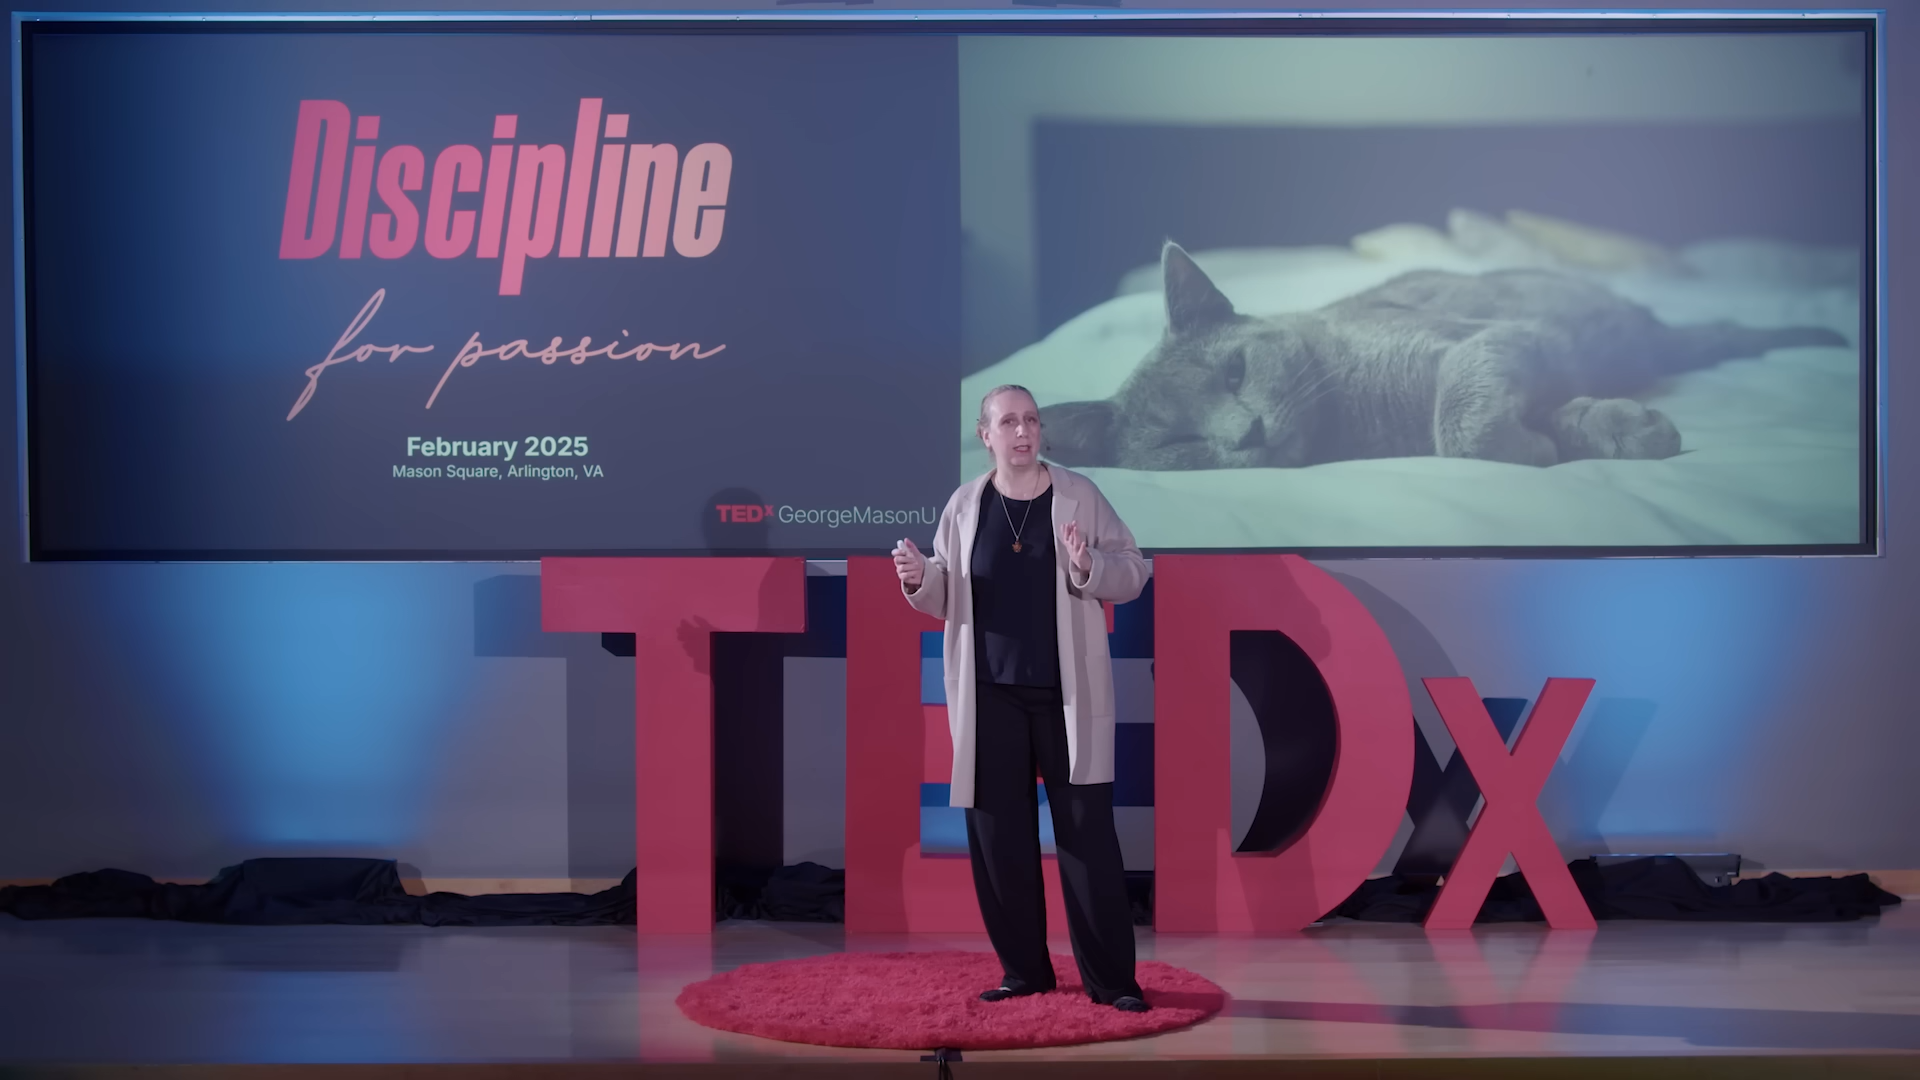 Discipline
for passion
February 2025
Mason Square, Arlington, VA
TEDx GeorgeMasonU
TEDx